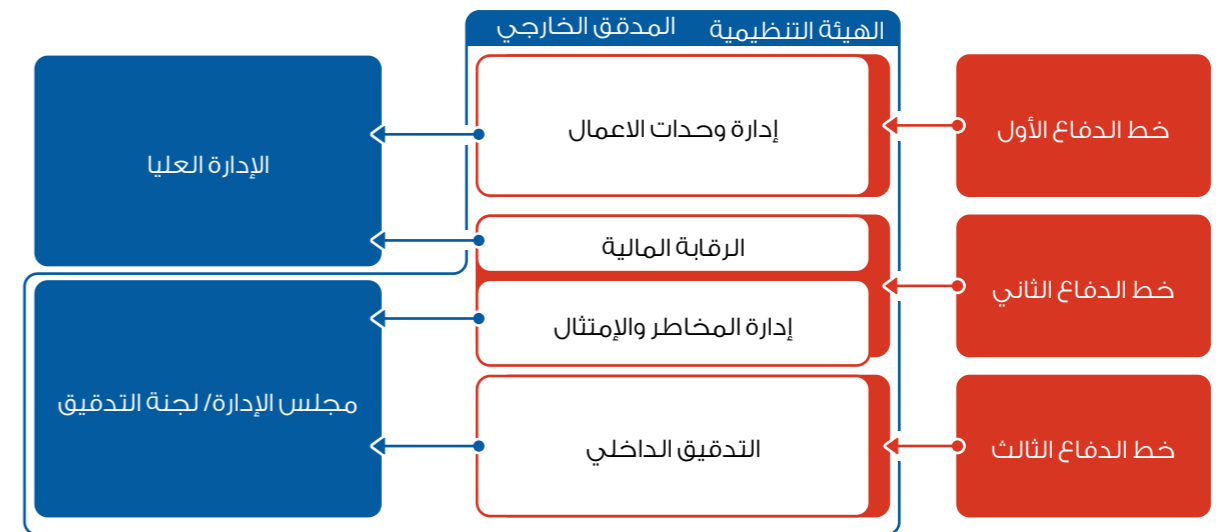 الهيئة التنظيمية المدقق الخارجي
خط الدفاع الأول
إدارة وحدات الاعمال
الإدارة العليا
خط الدفاع الثاني
الرقابة المالية
إدارة المخاطر والإمتثال
خط الدفاع الثالث
التدقيق الداخلي
مجلس الإدارة/ لجنة التدقيق